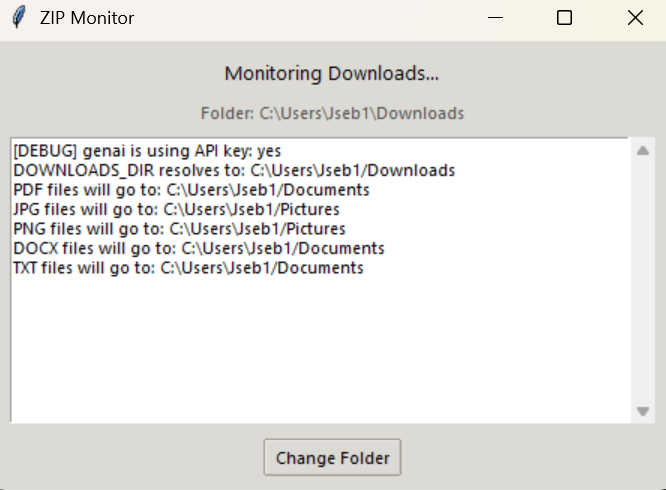 ZIP Monitor
Monitoring Downloads...
Folder: C:\Users\Jseb1\Downloads
[DEBUG] genai is using API key: yes
DOWNLOADS_DIR resolves to: C:\Users\Jseb1/Downloads
PDF files will go to: C:\Users\Jseb1/Documents
JPG files will go to: C:\Users\Jseb1/Pictures
PNG files will go to: C:\Users\Jseb1/Pictures
DOCX files will go to: C:\Users\Jseb1/Documents
TXT files will go to: C:\Users\Jseb1/Documents
Change Folder